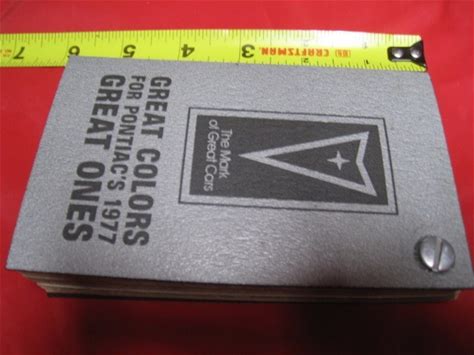 GREAT COLORS
FOR PONTIAC'S 1977
GREAT ONES
The Mark
of Great Cars
7 6 5 4 3 CRAFTSMAN